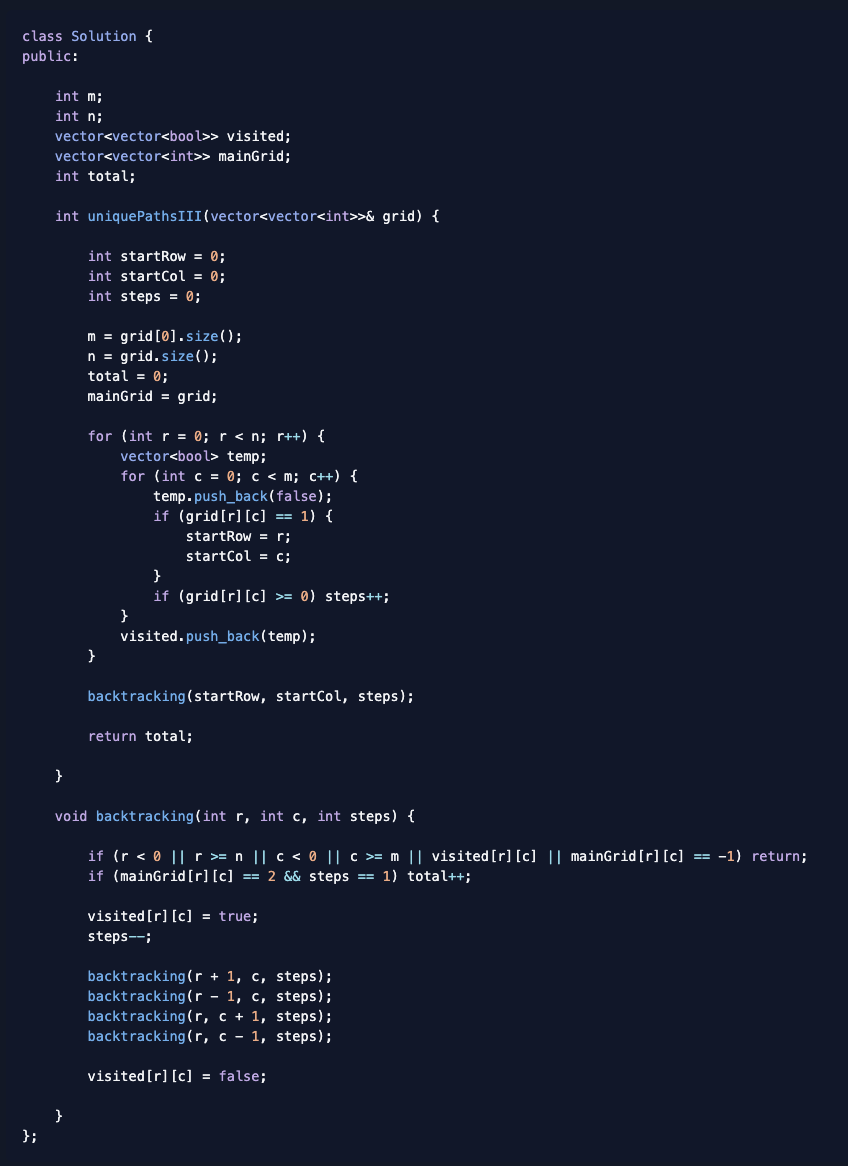 class Solution {
public:

    int m;
    int n;
    vector<vector<bool>> visited;
    vector<vector<int>> mainGrid;
    int total;

    int uniquePathsIII(vector<vector<int>>& grid) {

        int startRow = 0;
        int startCol = 0;
        int steps = 0;

        m = grid[0].size();
        n = grid.size();
        total = 0;
        mainGrid = grid;

        for (int r = 0; r < n; r++) {
            vector<bool> temp;
            for (int c = 0; c < m; c++) {
                temp.push_back(false);
                if (grid[r][c] == 1) {
                    startRow = r;
                    startCol = c;
                }
                if (grid[r][c] >= 0) steps++;
            }
            visited.push_back(temp);
        }

        backtracking(startRow, startCol, steps);

        return total;

    }

    void backtracking(int r, int c, int steps) {

        if (r < 0 || r >= n || c < 0 || c >= m || visited[r][c] || mainGrid[r][c] == -1) return;
        if (mainGrid[r][c] == 2 && steps == 1) total++;

        visited[r][c] = true;
        steps--;

        backtracking(r + 1, c, steps);
        backtracking(r - 1, c, steps);
        backtracking(r, c + 1, steps);
        backtracking(r, c - 1, steps);

        visited[r][c] = false;

    }
};